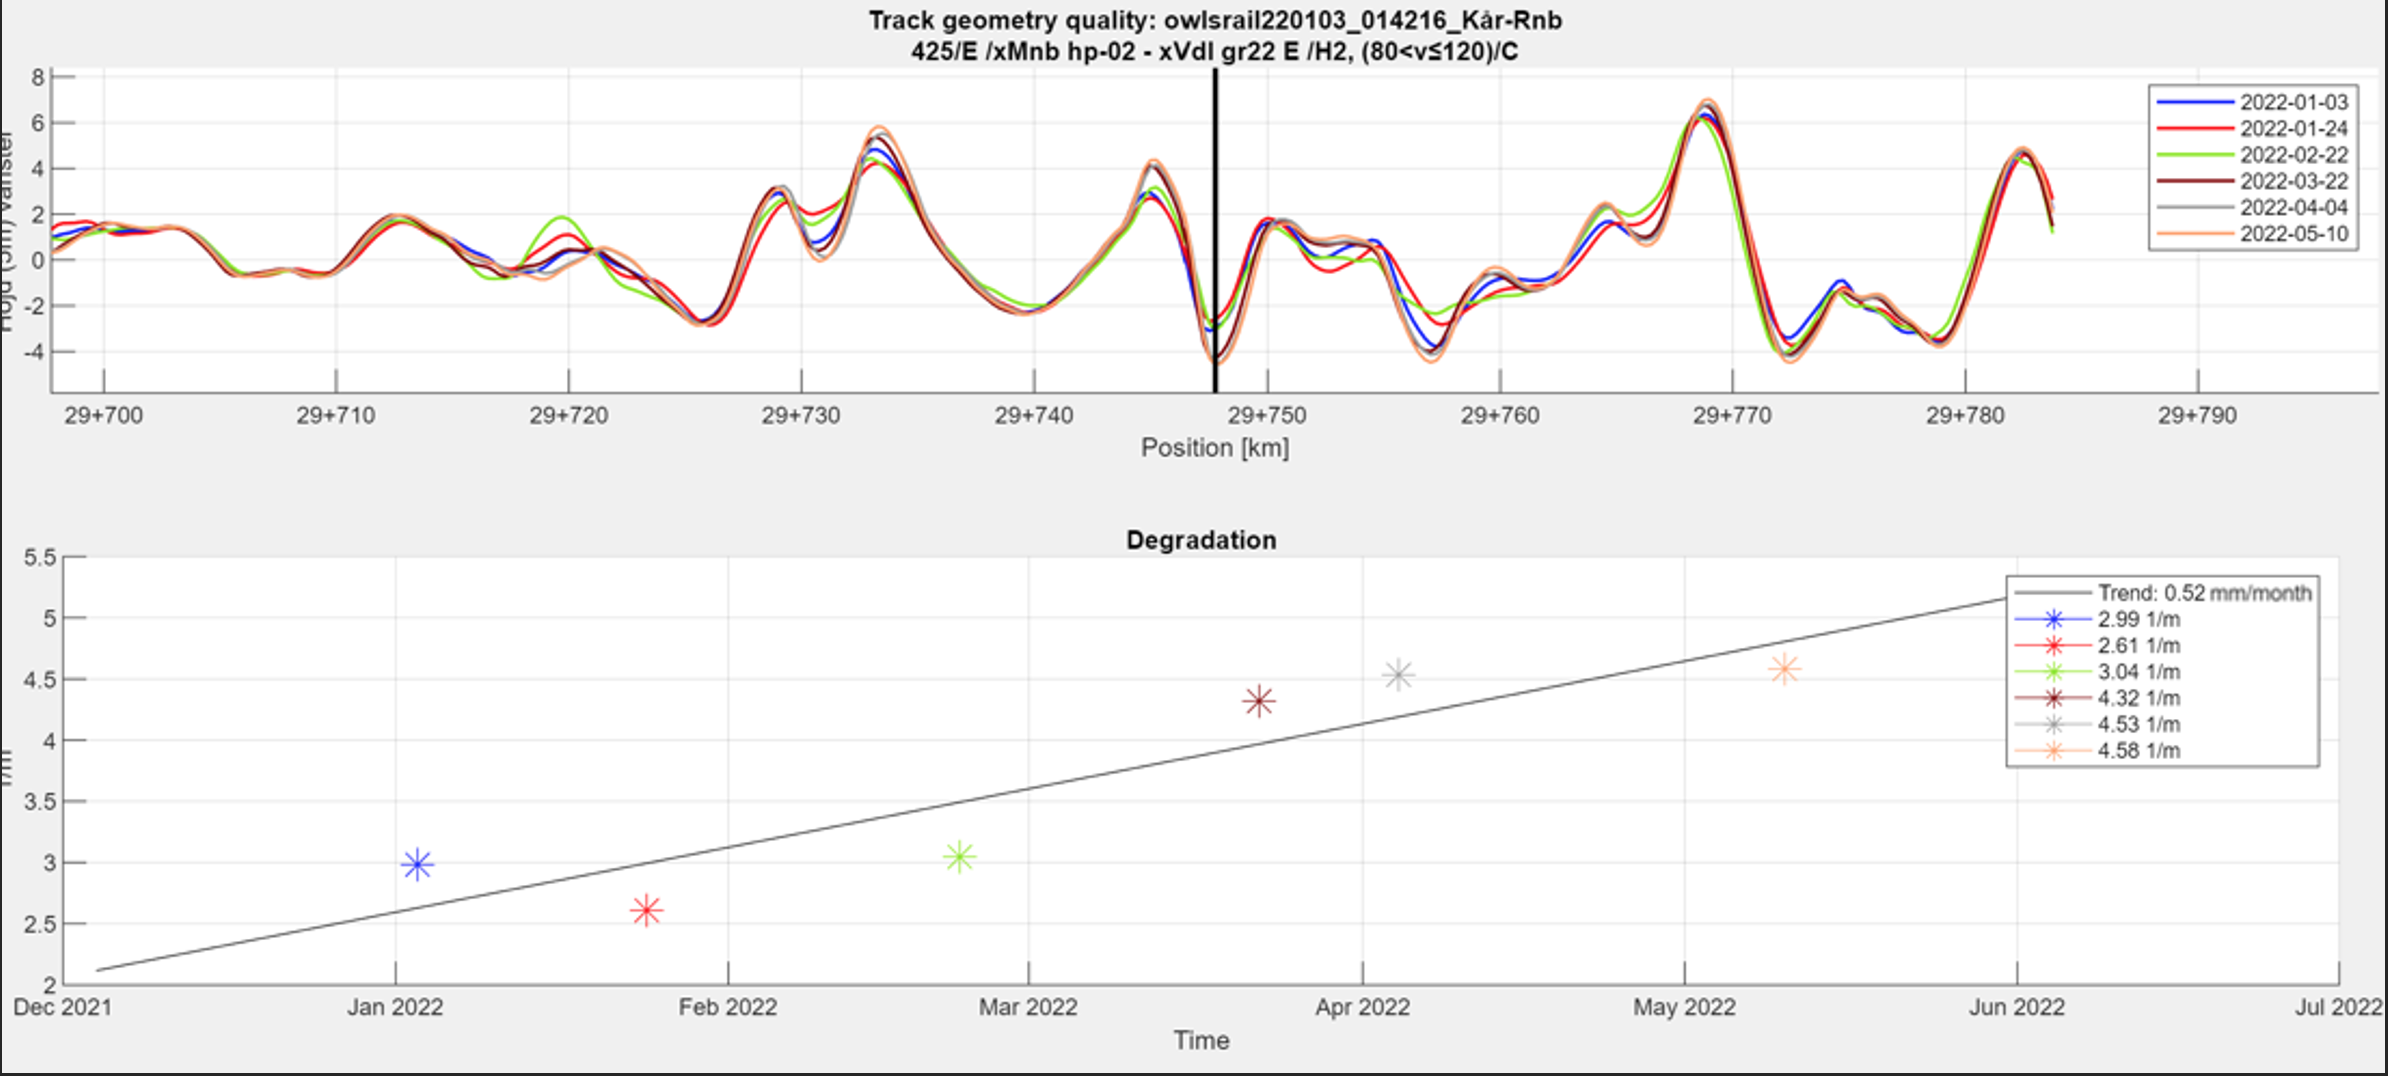 Track geometry quality: owlsrail220103_014216_Kår-Rnb
425/E /xMnb hp-02 - xVdl gr22 E /H2, (80<v≤120)/C
8
6
4
2
0
-2
-4
2022-01-03
2022-01-24
2022-02-22
2022-03-22
2022-04-04
2022-05-10
29+700 29+710 29+720 29+730 29+740 29+750 29+760 29+770 29+780 29+790
Position [km]
Degradation
5.5
5
4.5
4
3.5
3
2.5
2
Trend: 0.52 mm/month
2.99 1/m
2.61 1/m
3.04 1/m
4.32 1/m
4.53 1/m
4.58 1/m
Dec 2021 Jan 2022 Feb 2022 Mar 2022 Apr 2022 May 2022 Jun 2022 Jul 2022
Time